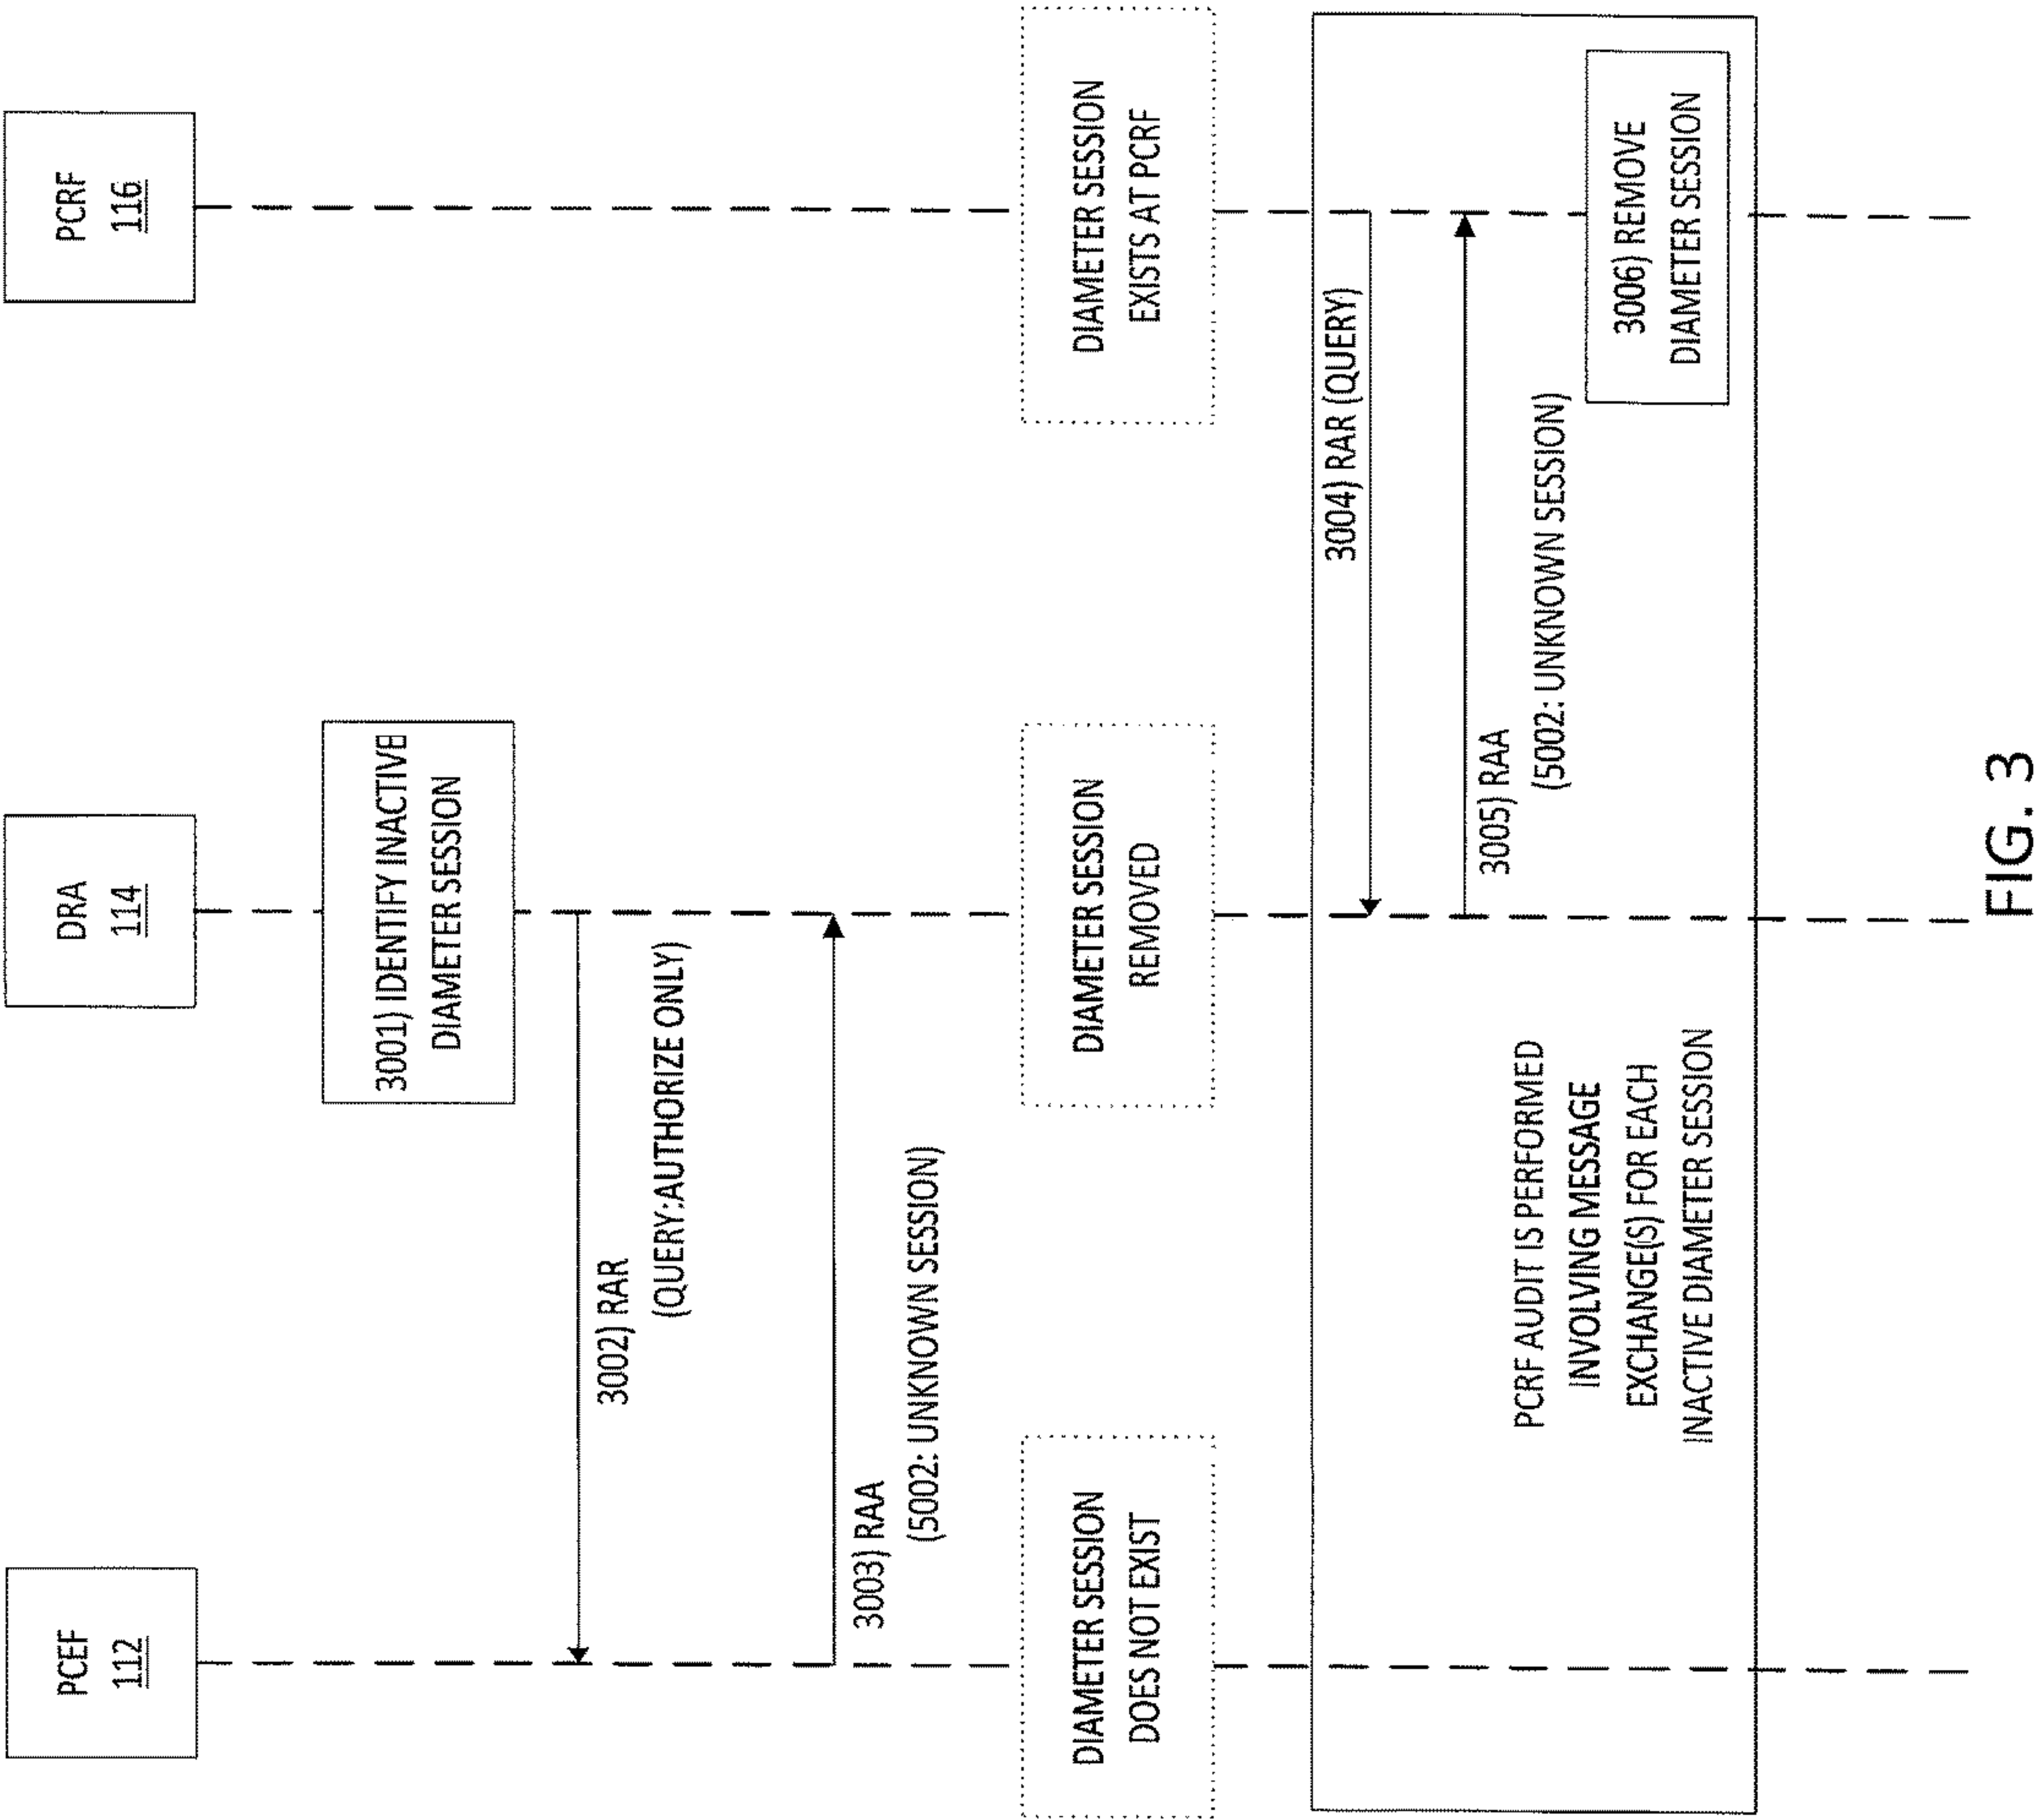 PCEF
112
DRA
114
PCRF
116
3001) IDENTIFY INACTIVE
DIAMETER SESSION
3002) RAR
(QUERY:AUTHORIZE ONLY)
3003) RAA
(5002: UNKNOWN SESSION)
DIAMETER SESSION
DOES NOT EXIST
DIAMETER SESSION
REMOVED
DIAMETER SESSION
EXISTS AT PCRF
3004) RAR (QUERY)
3005) RAA
(5002: UNKNOWN SESSION)
PCRF AUDIT IS PERFORMED
INVOLVING MESSAGE
EXCHANGE(S) FOR EACH
INACTIVE DIAMETER SESSION
3006) REMOVE
DIAMETER SESSION
FIG. 3